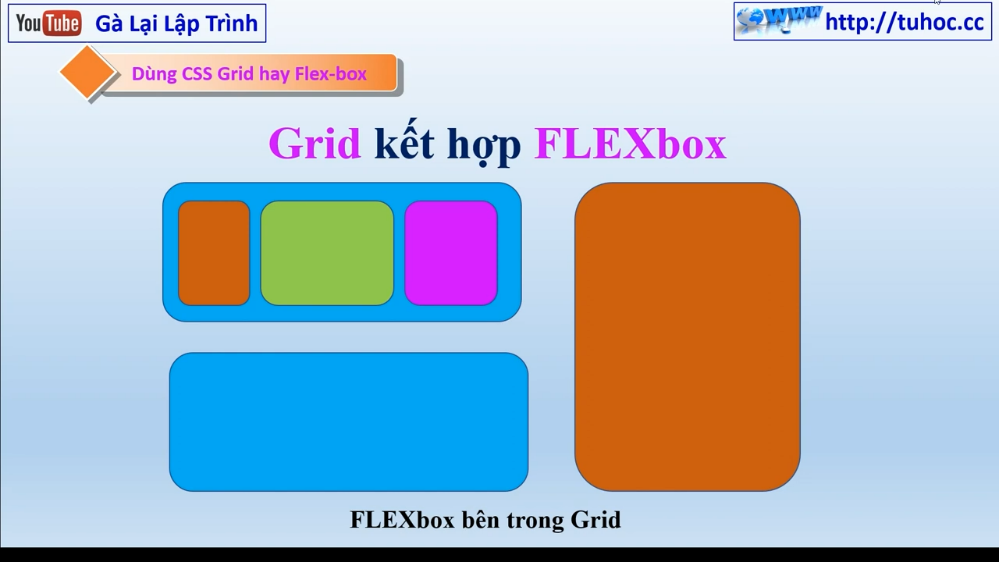 YouTube Gà Lại Lập Trình
www http://tuhoc.cc
Dùng CSS Grid hay Flex-box
Grid kết hợp FLEXbox
FLEXbox bên trong Grid